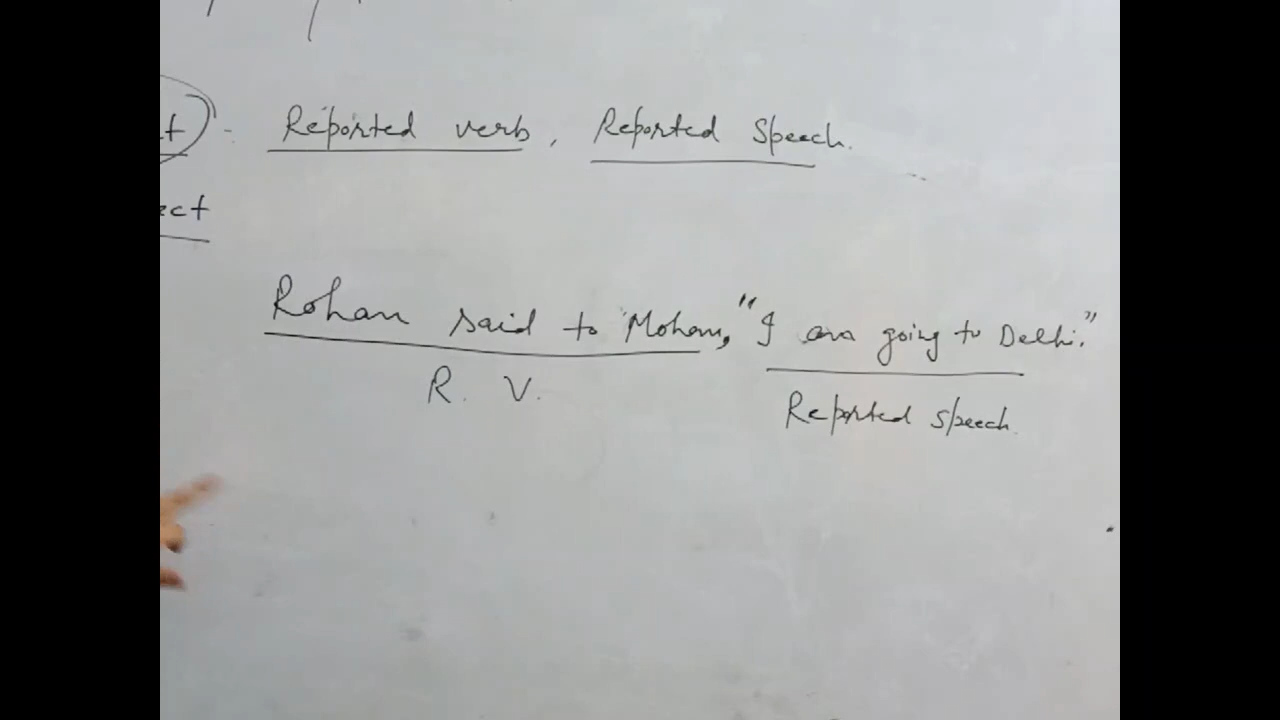 Reported verb, Reported Speech.
ect
Rohan said to Mohan, "I am going to Delhi."
R. V.
Reported speech.